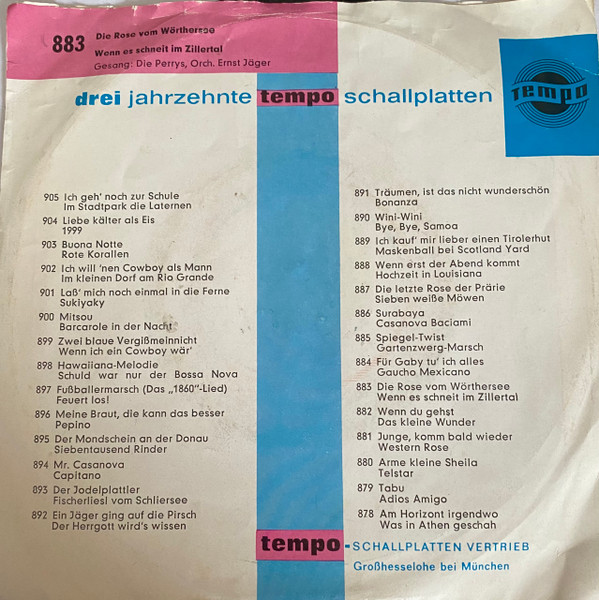 883
Die Rose vom Wörthersee
Wenn es schneit im Zillertal
Gesang: Die Perrys, Orch. Ernst Jäger
drei jahrzehnte tempo schallplatten
Tempo
905 Ich geh' noch zur Schule
Im Stadtpark die Laternen
904 Liebe kälter als Eis
1999
903 Buona Notte
Rote Korallen
902 Ich will 'nen Cowboy als Mann
Im kleinen Dorf am Rio Grande
901 Laß' mich noch einmal in die Ferne
Sukiyaky
900 Mitsou
Barcarole in der Nacht
899 Zwei blaue Vergißmeinnicht
Wenn ich ein Cowboy wär'
898 Hawaiiana-Melodie
Schuld war nur der Bossa Nova
897 Fußballermarsch (Das „1860“-Lied)
Feuert los!
896 Meine Braut, die kann das besser
Pepino
895 Der Mondschein an der Donau
Siebentausend Rinder
894 Mr. Casanova
Capitano
893 Der Jodelplattler
Fischerliesl vom Schliersee
892 Ein Jäger ging auf die Pirsch
Der Herrgott wird's wissen
891 Träumen, ist das nicht wunderschön
Bonanza
890 Wini-Wini
Bye, Bye, Samoa
889 Ich kauf' mir lieber einen Tirolerhut
Maskenball bei Scotland Yard
888 Wenn erst der Abend kommt
Hochzeit in Louisiana
887 Die letzte Rose der Prärie
Sieben weiße Möwen
886 Surabaya
Casanova Baciami
885 Spiegel-Twist
Gartenzwerg-Marsch
884 Für Gaby tu' ich alles
Gaucho Mexicano
883 Die Rose vom Wörthersee
Wenn es schneit im Zillertal
882 Wenn du gehst
Das kleine Wunder
881 Junge, komm bald wieder
Western Rose
880 Arme kleine Sheila
Telstar
879 Tabu
Adios Amigo
878 Am Horizont irgendwo
Was in Athen geschah
tempo-SCHALLPLATTEN VERTRIEB
Großhesselohe bei München